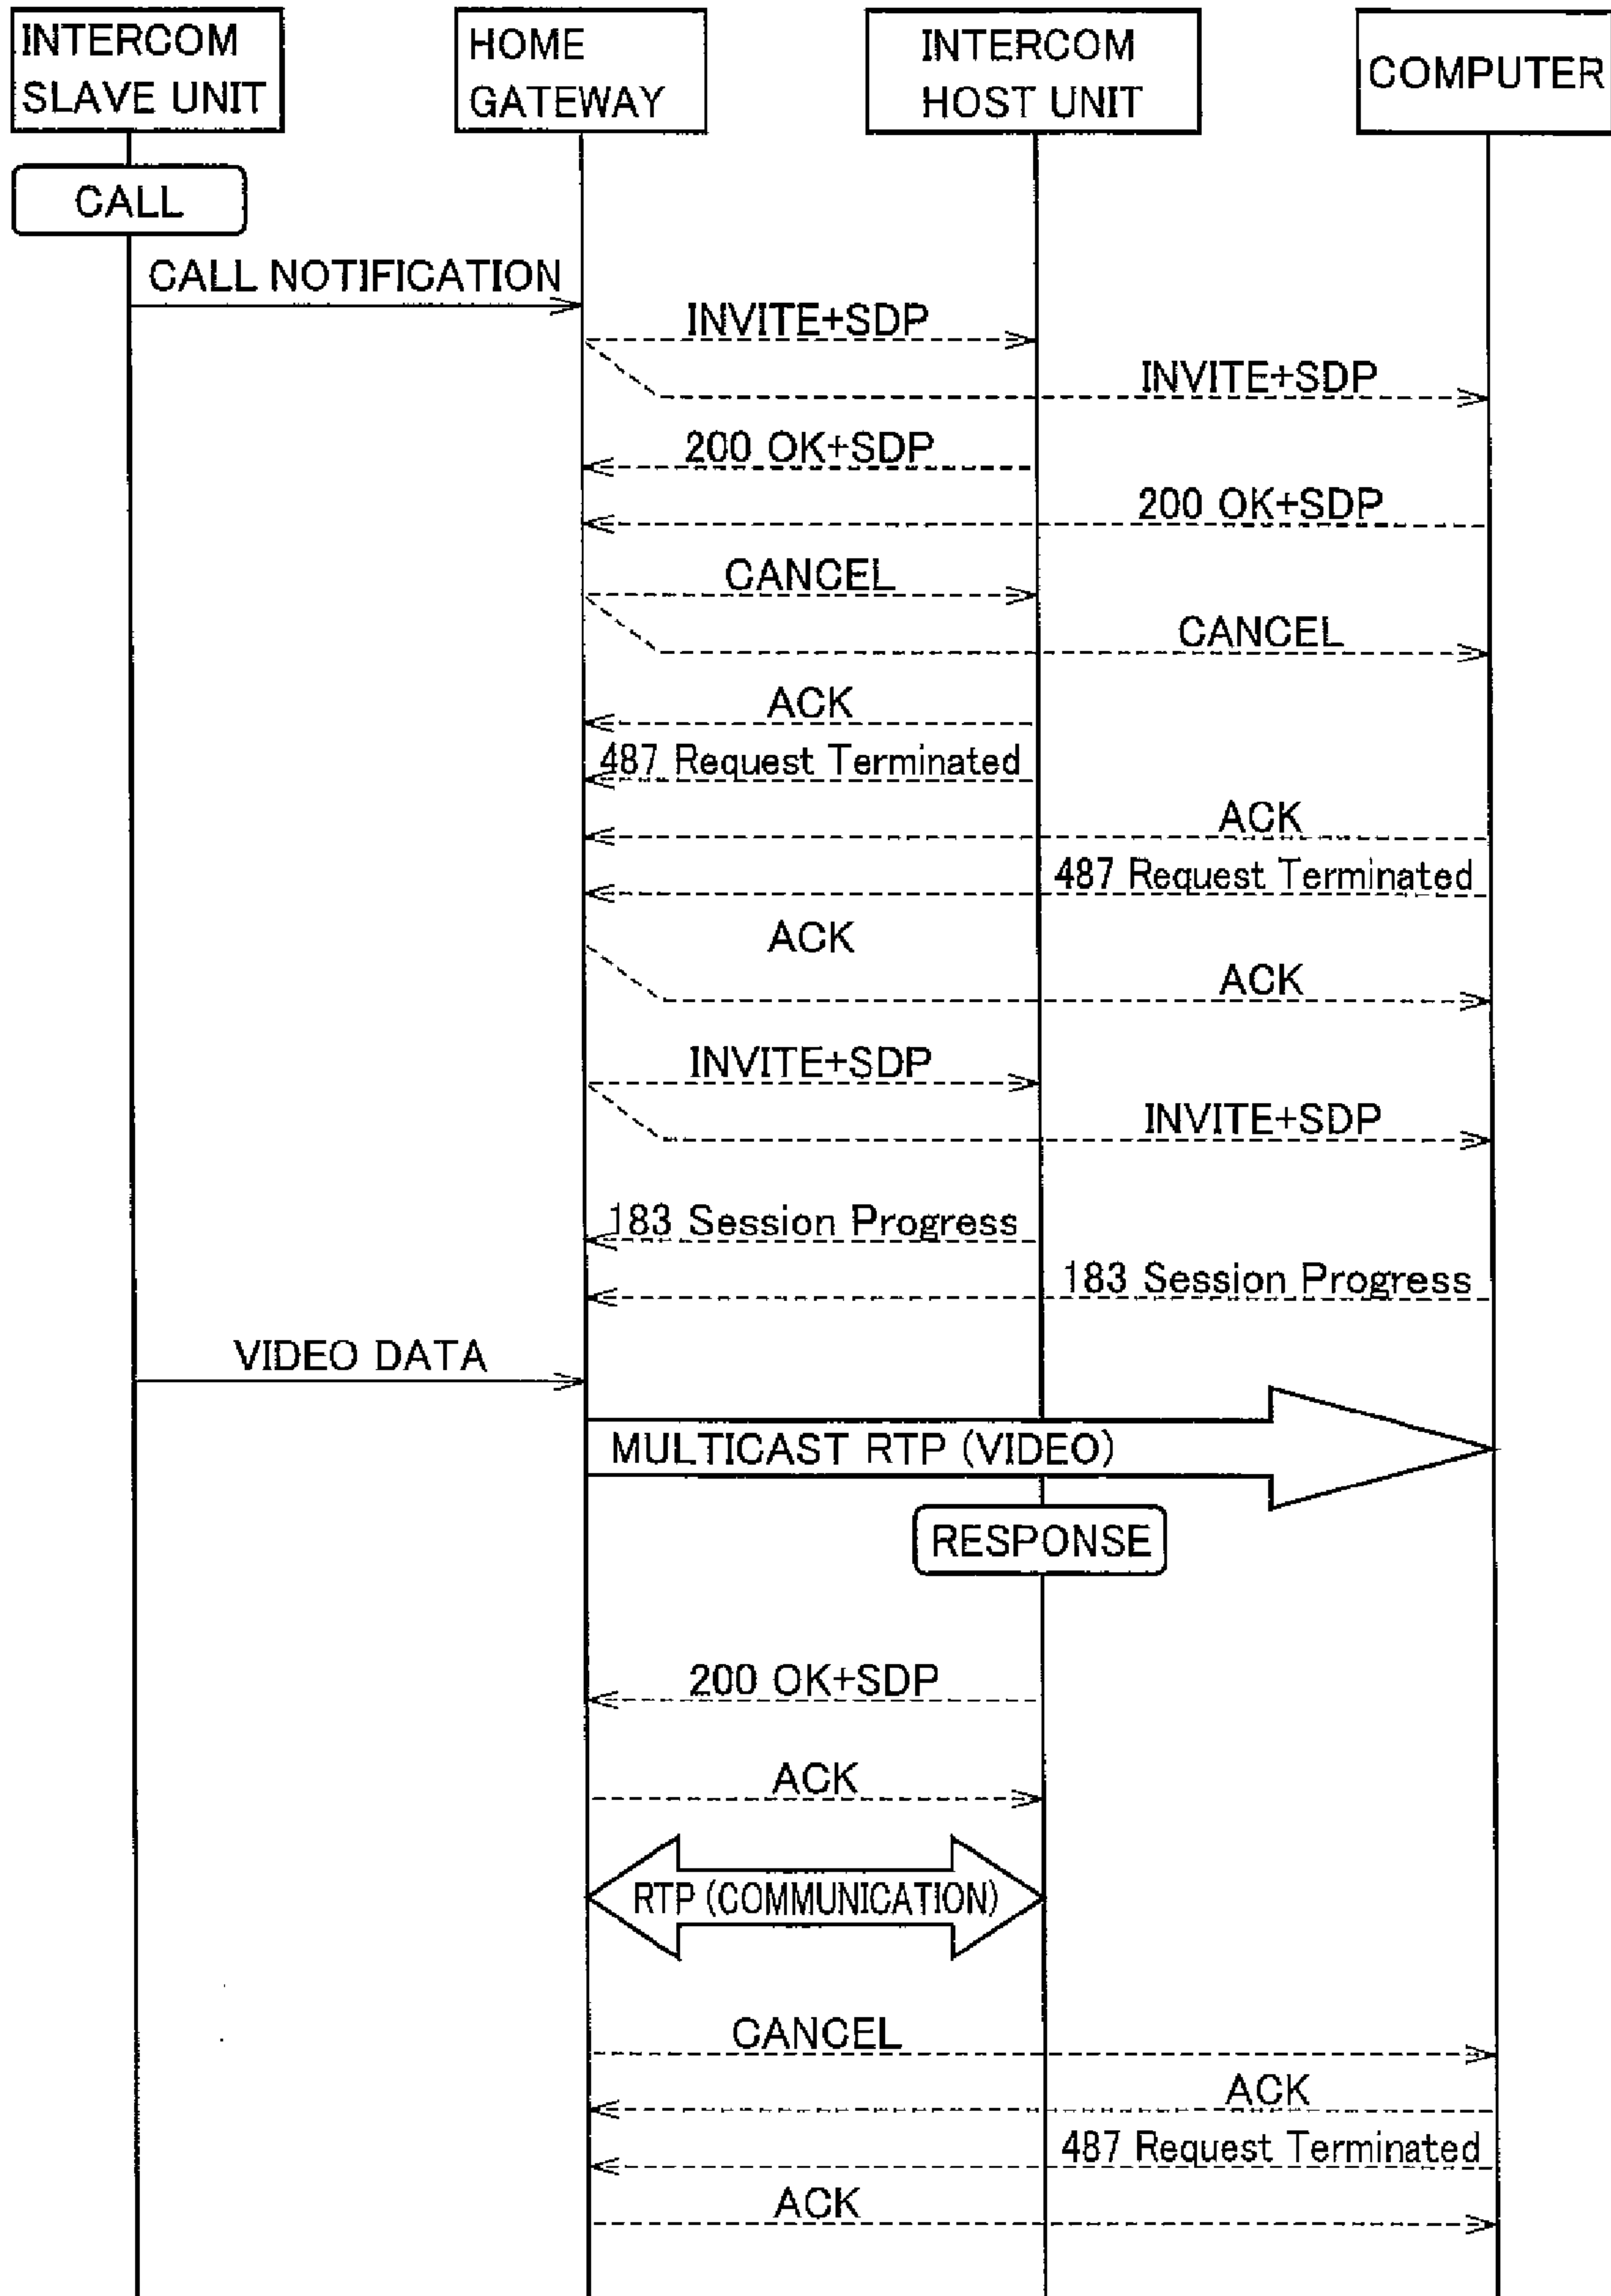 INTERCOM
SLAVE UNIT
HOME
GATEWAY
INTERCOM
HOST UNIT
COMPUTER
CALL
CALL NOTIFICATION
INVITE+SDP
INVITE+SDP
200 OK+SDP
200 OK+SDP
CANCEL
CANCEL
ACK
487 Request Terminated
ACK
487 Request Terminated
ACK
ACK
INVITE+SDP
INVITE+SDP
183 Session Progress
183 Session Progress
VIDEO DATA
MULTICAST RTP (VIDEO)
RESPONSE
200 OK+SDP
ACK
RTP (COMMUNICATION)
CANCEL
ACK
487 Request Terminated
ACK